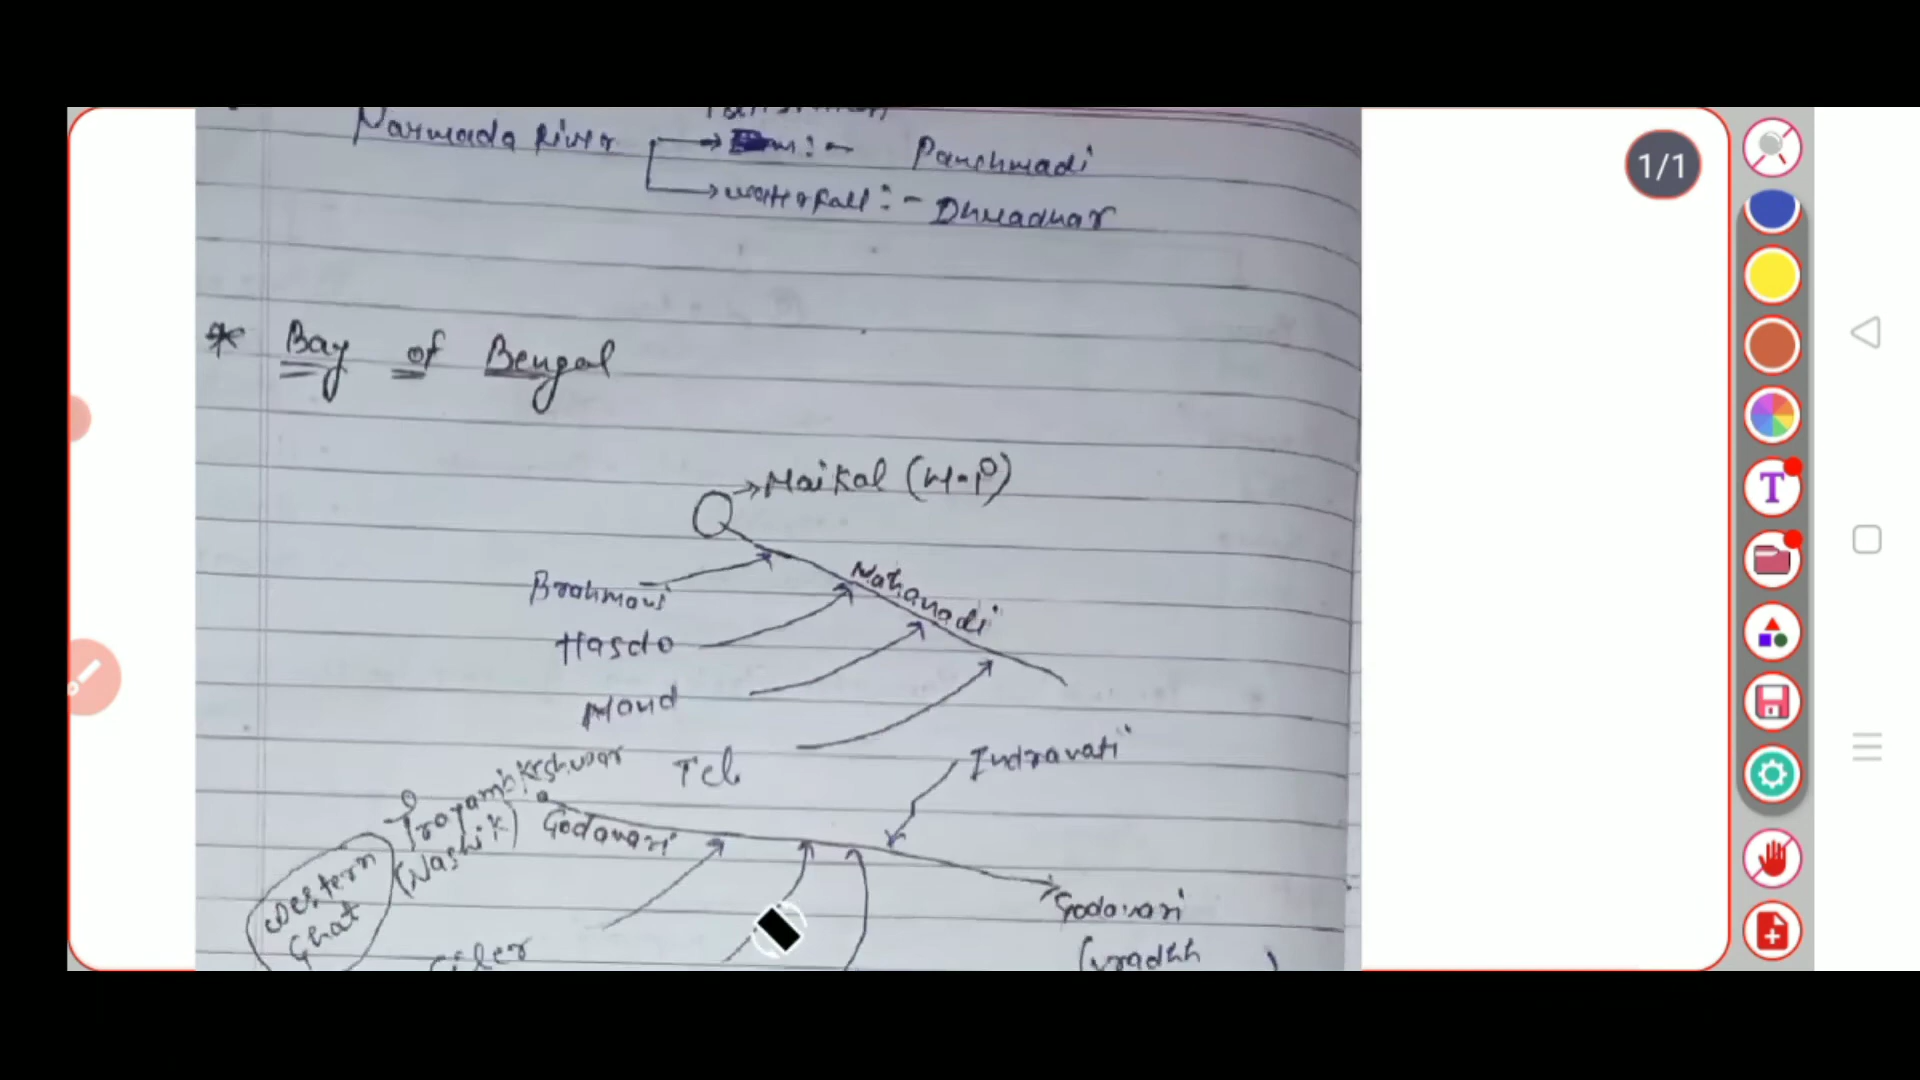 Narmada River → : - Panchmadi
→ waterfall : - Dhuadhar
* Bay of Bengal
→ Maikal (M.P)
Mahanadi
Brahmani
Hasdo
Mand
Tel
Indravati
Trayambkeshwar
(Nashik)
Godavari
Western
Ghat
Godavari
(vradhh
1/1
T